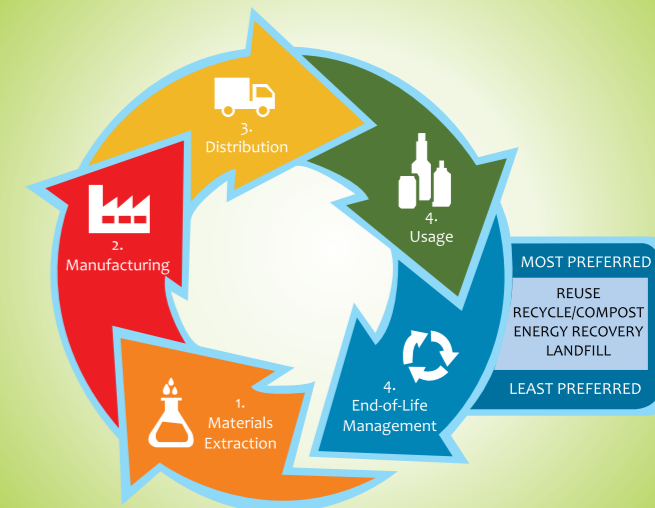 1.
Materials
Extraction
2.
Manufacturing
3.
Distribution
4.
Usage
4.
End-of-Life
Management
MOST PREFERRED
REUSE
RECYCLE/COMPOST
ENERGY RECOVERY
LANDFILL
LEAST PREFERRED